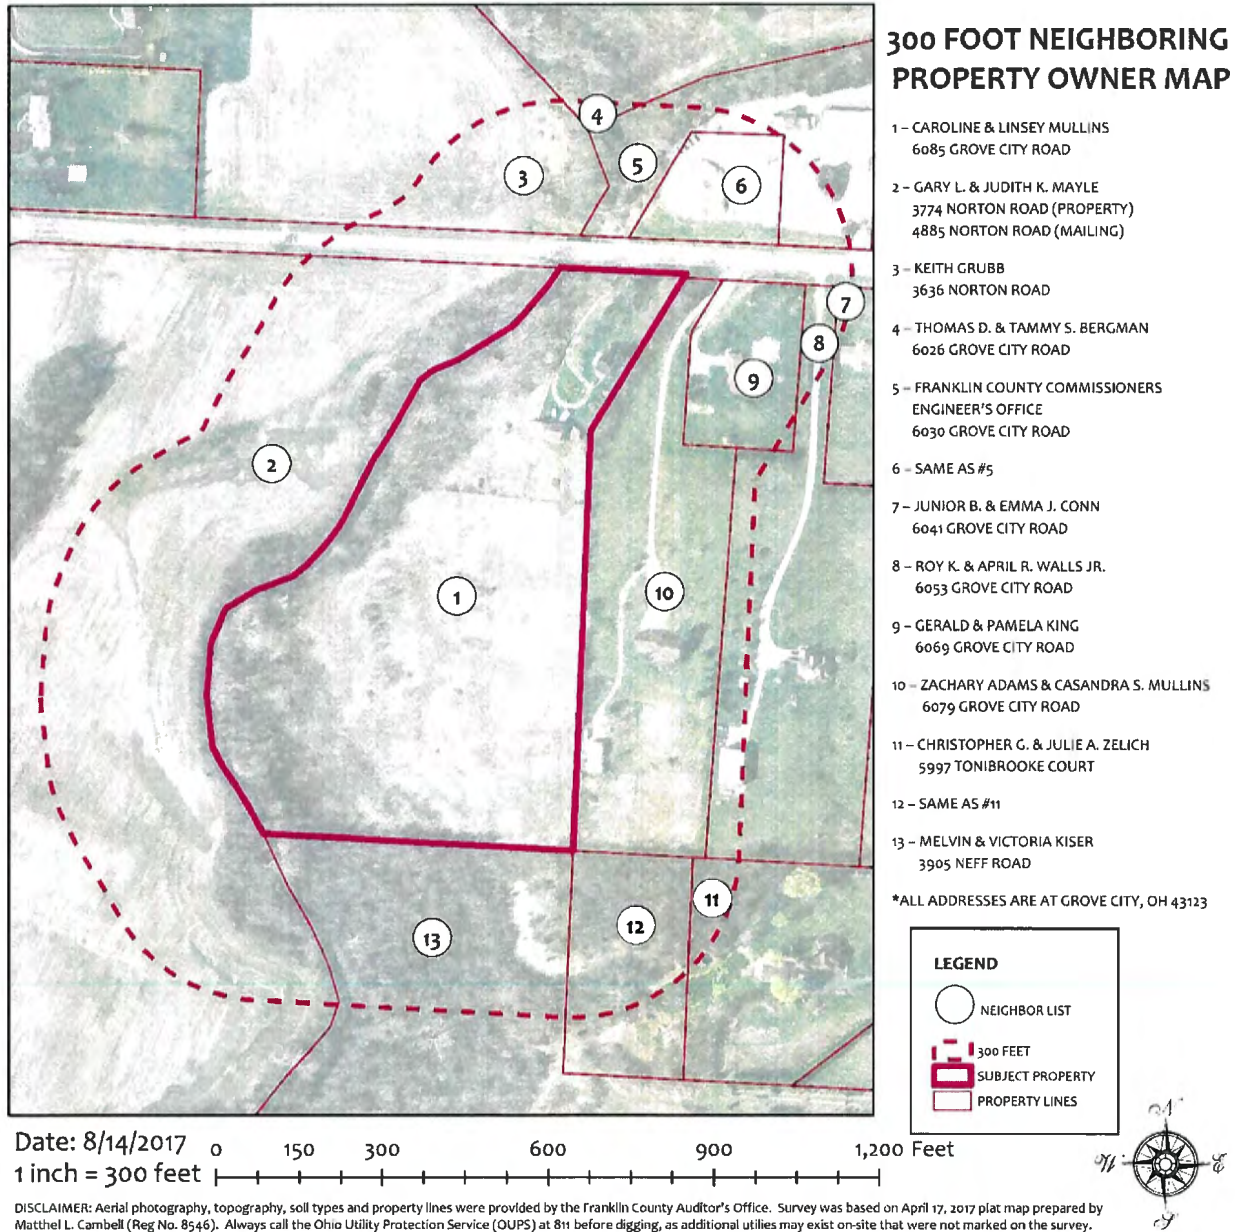 300 FOOT NEIGHBORING
PROPERTY OWNER MAP
1 – CAROLINE & LINSEY MULLINS
6085 GROVE CITY ROAD
2 – GARY L. & JUDITH K. MAYLE
3774 NORTON ROAD (PROPERTY)
4885 NORTON ROAD (MAILING)
3 – KEITH GRUBB
3636 NORTON ROAD
4 – THOMAS D. & TAMMY S. BERGMAN
6026 GROVE CITY ROAD
5 – FRANKLIN COUNTY COMMISSIONERS
ENGINEER'S OFFICE
6030 GROVE CITY ROAD
6 – SAME AS #5
7 – JUNIOR B. & EMMA J. CONN
6041 GROVE CITY ROAD
8 – ROY K. & APRIL R. WALLS JR.
6053 GROVE CITY ROAD
9 – GERALD & PAMELA KING
6069 GROVE CITY ROAD
10 – ZACHARY ADAMS & CASANDRA S. MULLINS
6079 GROVE CITY ROAD
11 – CHRISTOPHER G. & JULIE A. ZELICH
5997 TONIBROOKE COURT
12 – SAME AS #11
13 – MELVIN & VICTORIA KISER
3905 NEFF ROAD
*ALL ADDRESSES ARE AT GROVE CITY, OH 43123
4
5
3
6
7
8
9
2
1
10
11
12
13
LEGEND
NEIGHBOR LIST
300 FEET
SUBJECT PROPERTY
PROPERTY LINES
N
W
E
S
Date: 8/14/2017
1 inch = 300 feet
0 150 300 600 900 1,200 Feet
DISCLAIMER: Aerial photography, topography, soil types and property lines were provided by the Franklin County Auditor's Office. Survey was based on April 17, 2017 plat map prepared by
Matthel L. Cambell (Reg No. 8546). Always call the Ohio Utility Protection Service (OUPS) at 811 before digging, as additional utilies may exist on-site that were not marked on the survey.